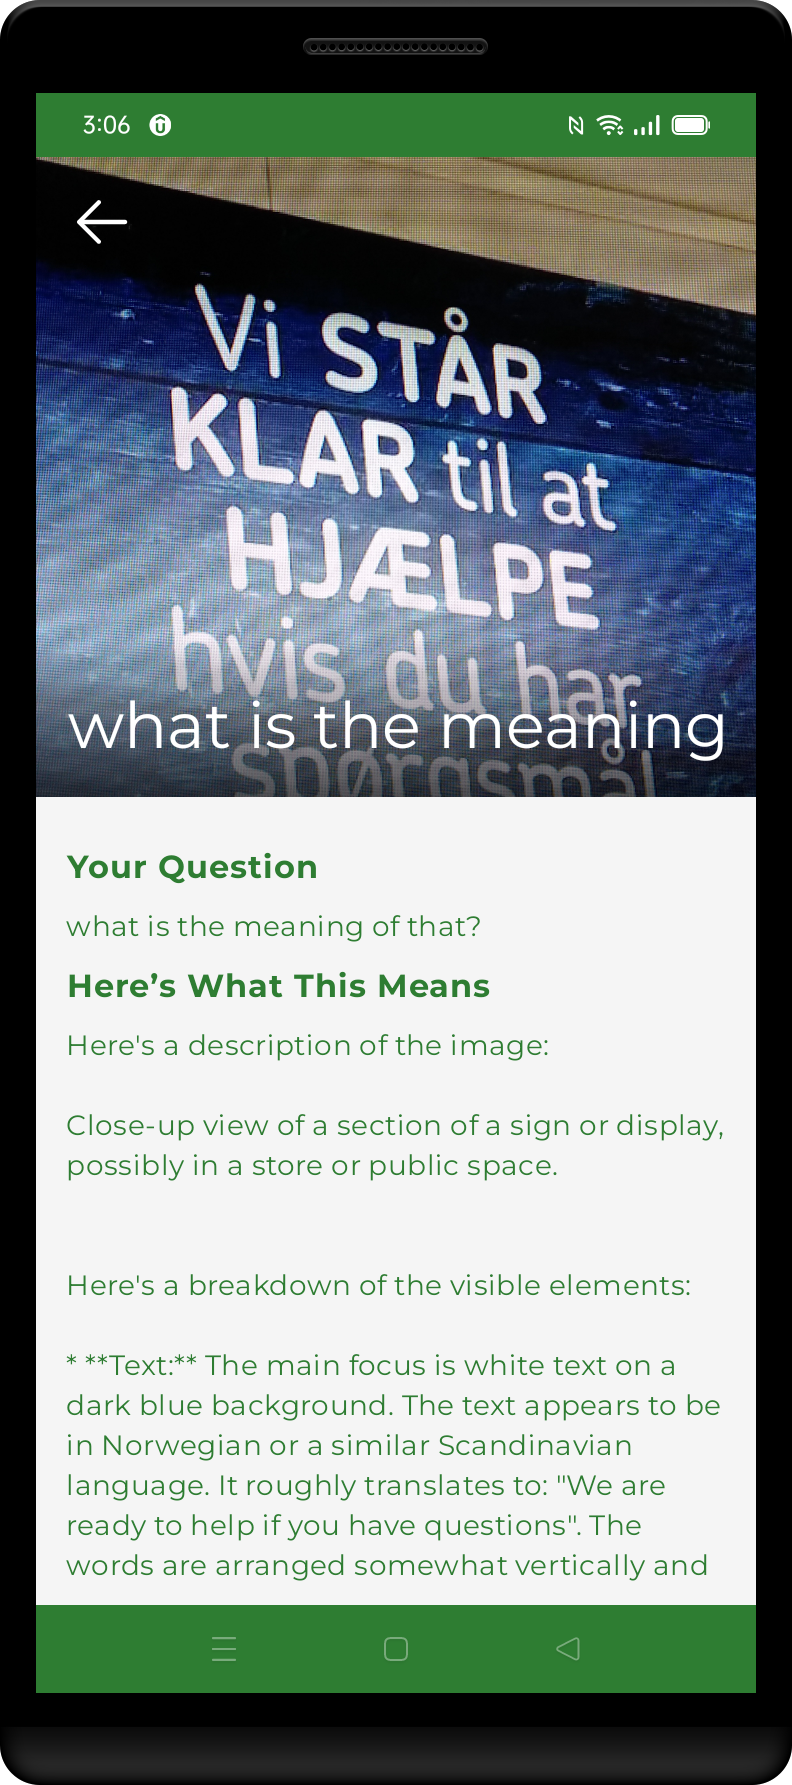 3:06
Vi STÅR
KLAR til at
HJÆLPE
hvis du har
spørgsmål
what is the meaning
Your Question
what is the meaning of that?
Here’s What This Means
Here's a description of the image:
Close-up view of a section of a sign or display,
possibly in a store or public space.
Here's a breakdown of the visible elements:
* **Text:** The main focus is white text on a
dark blue background. The text appears to be
in Norwegian or a similar Scandinavian
language. It roughly translates to: "We are
ready to help if you have questions". The
words are arranged somewhat vertically and